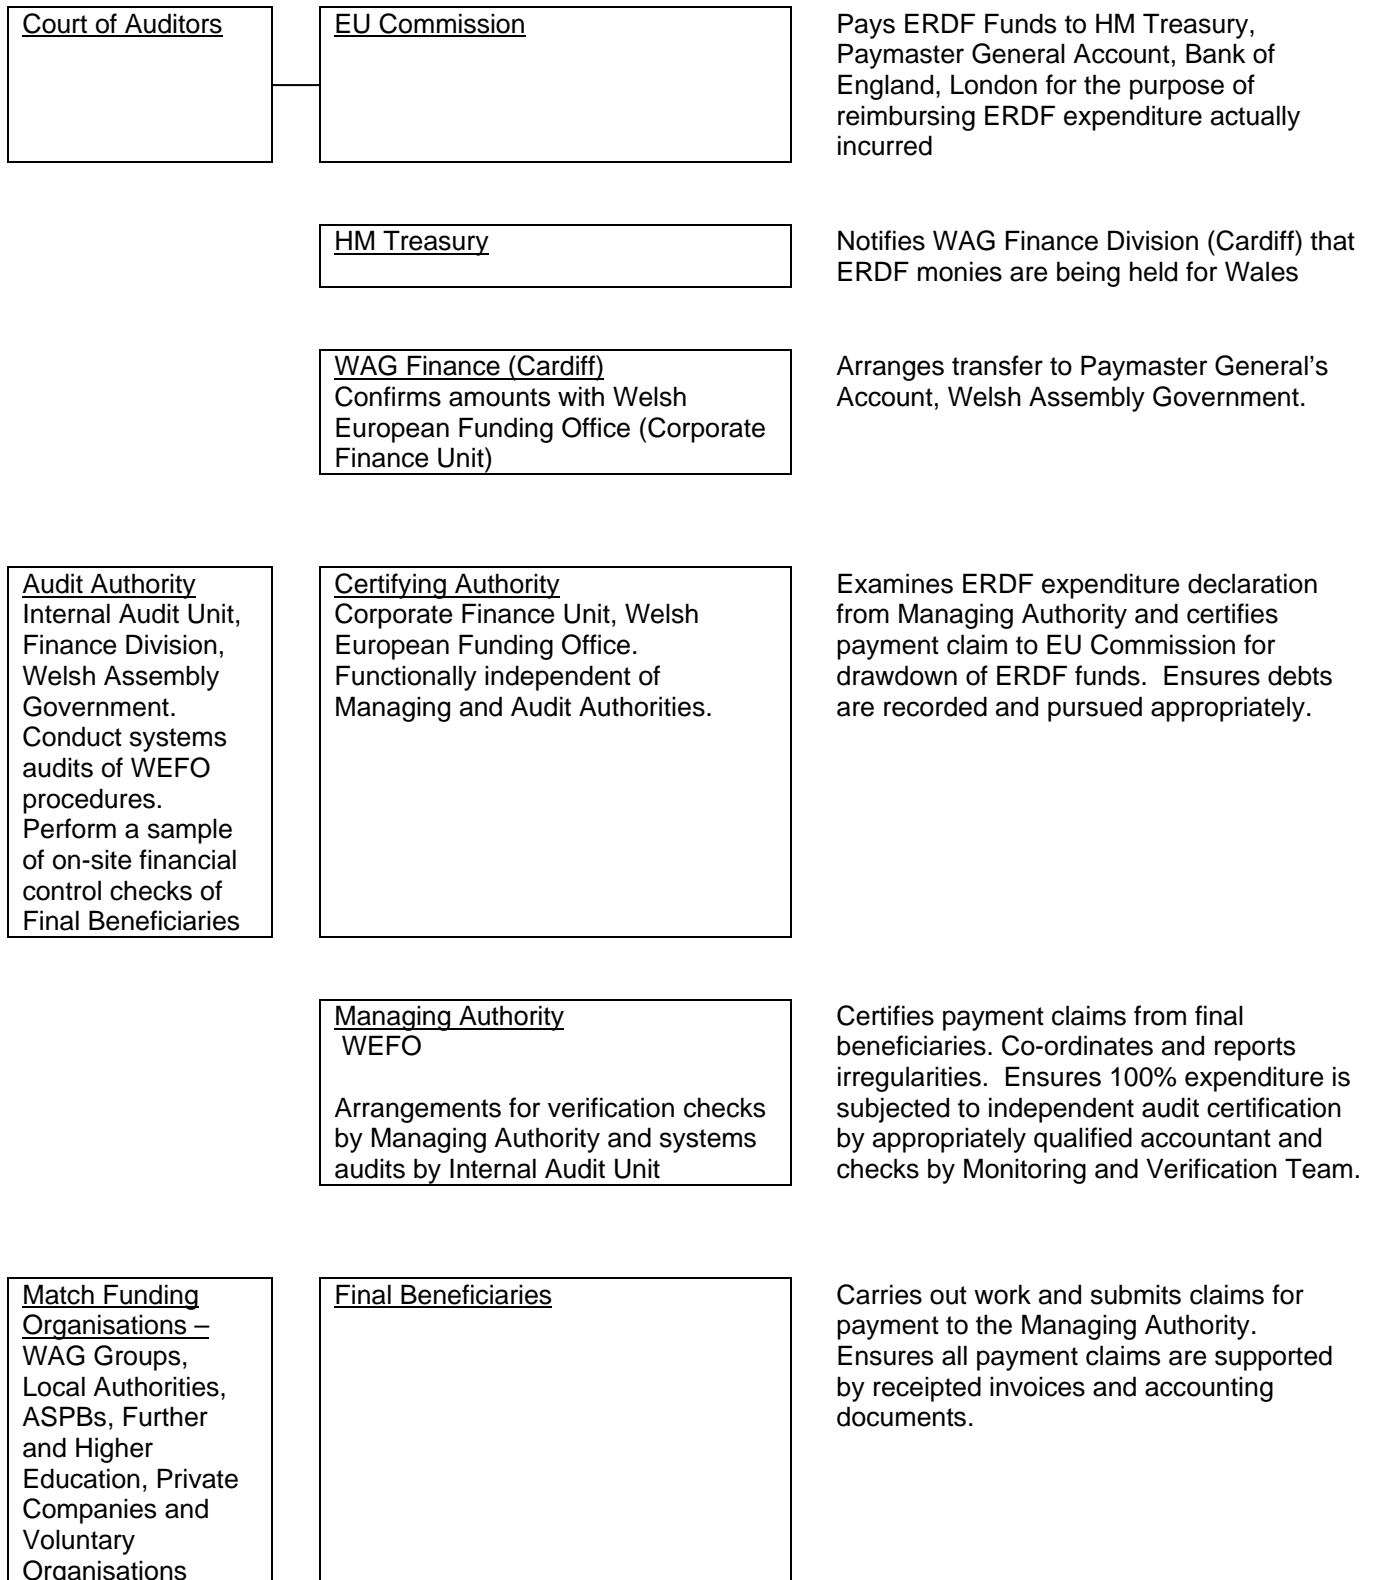 Court of Auditors
EU Commission
Pays ERDF Funds to HM Treasury,
Paymaster General Account, Bank of
England, London for the purpose of
reimbursing ERDF expenditure actually
incurred
HM Treasury
Notifies WAG Finance Division (Cardiff) that
ERDF monies are being held for Wales
WAG Finance (Cardiff)
Confirms amounts with Welsh
European Funding Office (Corporate
Finance Unit)
Arranges transfer to Paymaster General’s
Account, Welsh Assembly Government.
Audit Authority
Internal Audit Unit,
Finance Division,
Welsh Assembly
Government.
Conduct systems
audits of WEFO
procedures.
Perform a sample
of on-site financial
control checks of
Final Beneficiaries
Certifying Authority
Corporate Finance Unit, Welsh
European Funding Office.
Functionally independent of
Managing and Audit Authorities.
Examines ERDF expenditure declaration
from Managing Authority and certifies
payment claim to EU Commission for
drawdown of ERDF funds.  Ensures debts
are recorded and pursued appropriately.
Managing Authority
WEFO
Arrangements for verification checks
by Managing Authority and systems
audits by Internal Audit Unit
Certifies payment claims from final
beneficiaries. Co-ordinates and reports
irregularities.  Ensures 100% expenditure is
subjected to independent audit certification
by appropriately qualified accountant and
checks by Monitoring and Verification Team.
Match Funding
Organisations –
WAG Groups,
Local Authorities,
ASPBs, Further
and Higher
Education, Private
Companies and
Voluntary
Organisations
Final Beneficiaries
Carries out work and submits claims for
payment to the Managing Authority.
Ensures all payment claims are supported
by receipted invoices and accounting
documents.